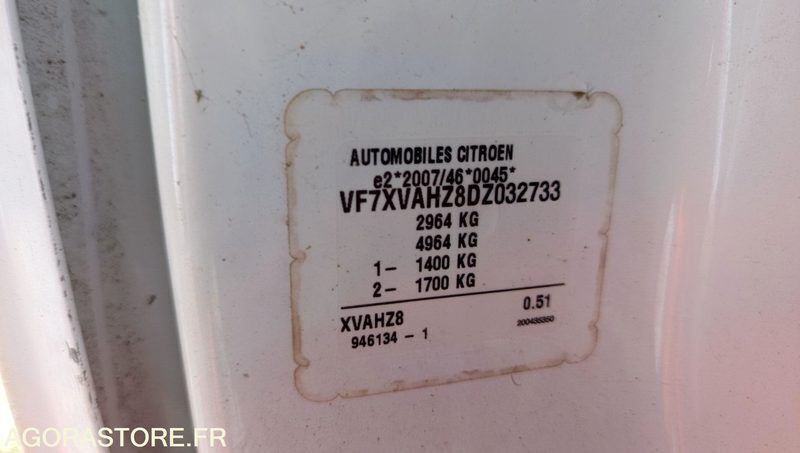 AUTOMOBILES CITROEN
e2*2007/46*0045*
VF7XVAHZ8DZ032733
2964 KG
4964 KG
1- 1400 KG
2- 1700 KG
XVAHZ8 0.51
946134 - 1 200435350
AGORASTORE.FR